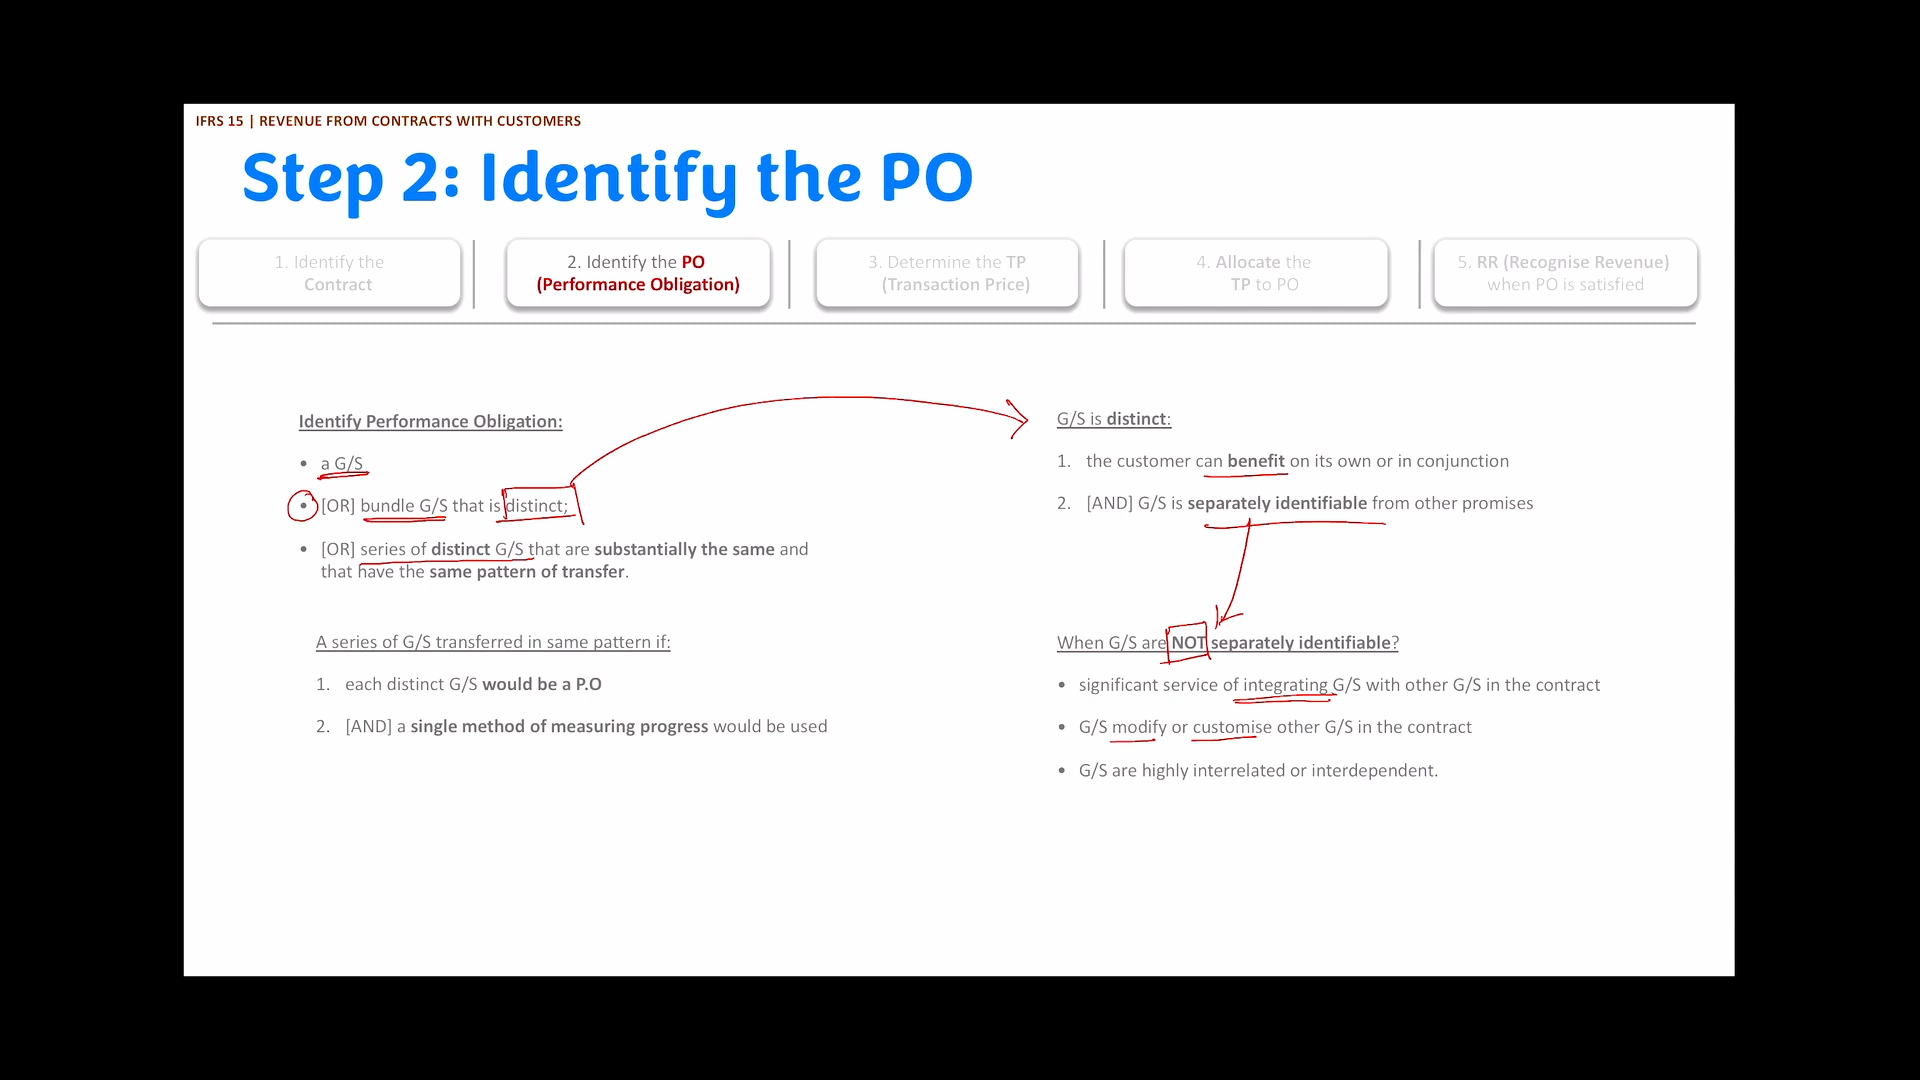 IFRS 15 | REVENUE FROM CONTRACTS WITH CUSTOMERS
Step 2: Identify the PO
1. Identify the
Contract
2. Identify the PO
(Performance Obligation)
3. Determine the TP
(Transaction Price)
4. Allocate the
TP to PO
5. RR (Recognise Revenue)
when PO is satisfied
Identify Performance Obligation:
• a G/S
• [OR] bundle G/S that is distinct;
• [OR] series of distinct G/S that are substantially the same and
that have the same pattern of transfer.
A series of G/S transferred in same pattern if:
1. each distinct G/S would be a P.O
2. [AND] a single method of measuring progress would be used
G/S is distinct:
1. the customer can benefit on its own or in conjunction
2. [AND] G/S is separately identifiable from other promises
When G/S are NOT separately identifiable?
• significant service of integrating G/S with other G/S in the contract
• G/S modify or customise other G/S in the contract
• G/S are highly interrelated or interdependent.